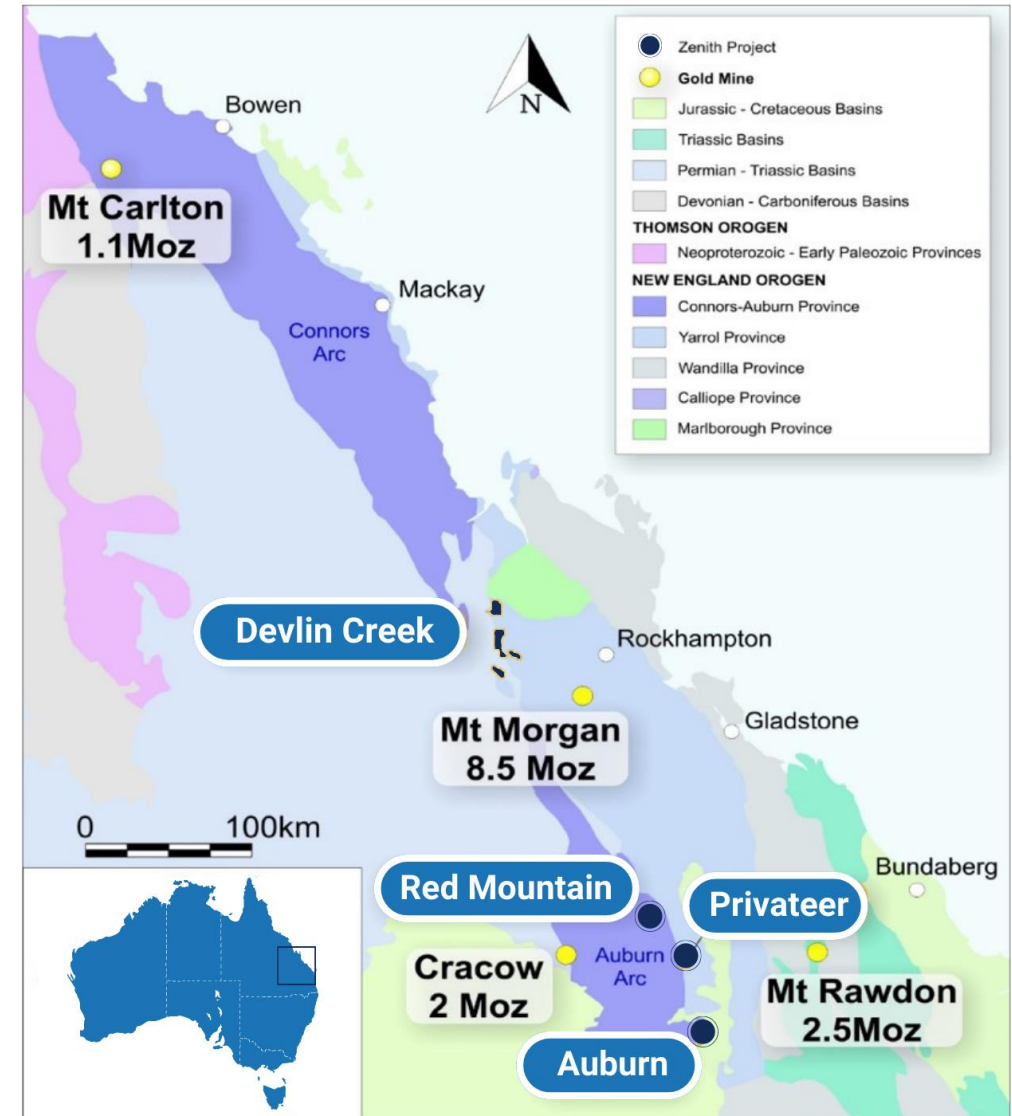 Bowen
Mt Carlton
1.1Moz
Mackay
Connors
Arc
N
Zenith Project
Gold Mine
Jurassic - Cretaceous Basins
Triassic Basins
Permian - Triassic Basins
Devonian - Carboniferous Basins
THOMSON OROGEN
Neoproterozoic - Early Paleozoic Provinces
NEW ENGLAND OROGEN
Connors-Auburn Province
Yarrol Province
Wandilla Province
Calliope Province
Marlborough Province
Devlin Creek
Rockhampton
Mt Morgan
8.5 Moz
Gladstone
0 100km
Bundaberg
Red Mountain
Privateer
Cracow
2 Moz
Auburn
Arc
Mt Rawdon
2.5Moz
Auburn